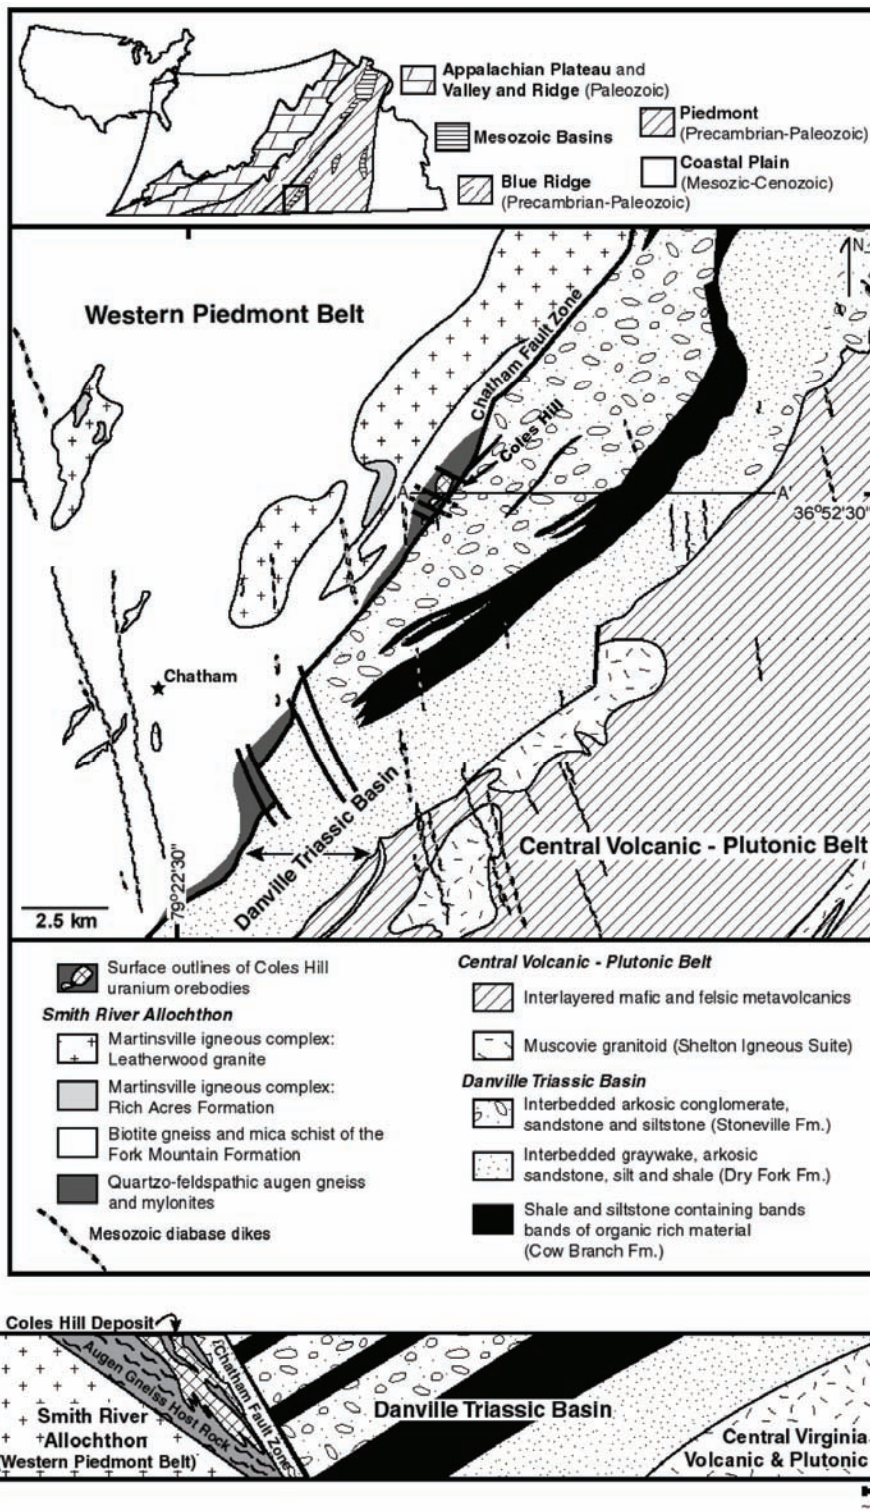 Appalachian Plateau and
Valley and Ridge (Paleozoic)
Mesozoic Basins
Piedmont
(Precambrian-Paleozoic)
Blue Ridge
(Precambrian-Paleozoic)
Coastal Plain
(Mesozic-Cenozoic)
N
Western Piedmont Belt
Chatham Fault Zone
Coles Hill
A
A'
36º52'30"
Chatham
Danville Triassic Basin
Central Volcanic - Plutonic Belt
79º22'30"
2.5 km
Surface outlines of Coles Hill
uranium orebodies
Smith River Allochthon
Martinsville igneous complex:
Leatherwood granite
Martinsville igneous complex:
Rich Acres Formation
Biotite gneiss and mica schist of the
Fork Mountain Formation
Quartzo-feldspathic augen gneiss
and mylonites
Mesozoic diabase dikes
Central Volcanic - Plutonic Belt
Interlayered mafic and felsic metavolcanics
Muscovie granitoid (Shelton Igneous Suite)
Danville Triassic Basin
Interbedded arkosic conglomerate,
sandstone and siltstone (Stoneville Fm.)
Interbedded graywake, arkosic
sandstone, silt and shale (Dry Fork Fm.)
Shale and siltstone containing bands
bands of organic rich material
(Cow Branch Fm.)
Coles Hill Deposit
Augen Gneiss Host Rock
Chatham Fault Zone
Smith River
Allochthon
(Western Piedmont Belt)
Danville Triassic Basin
Central Virginia
Volcanic & Plutonic